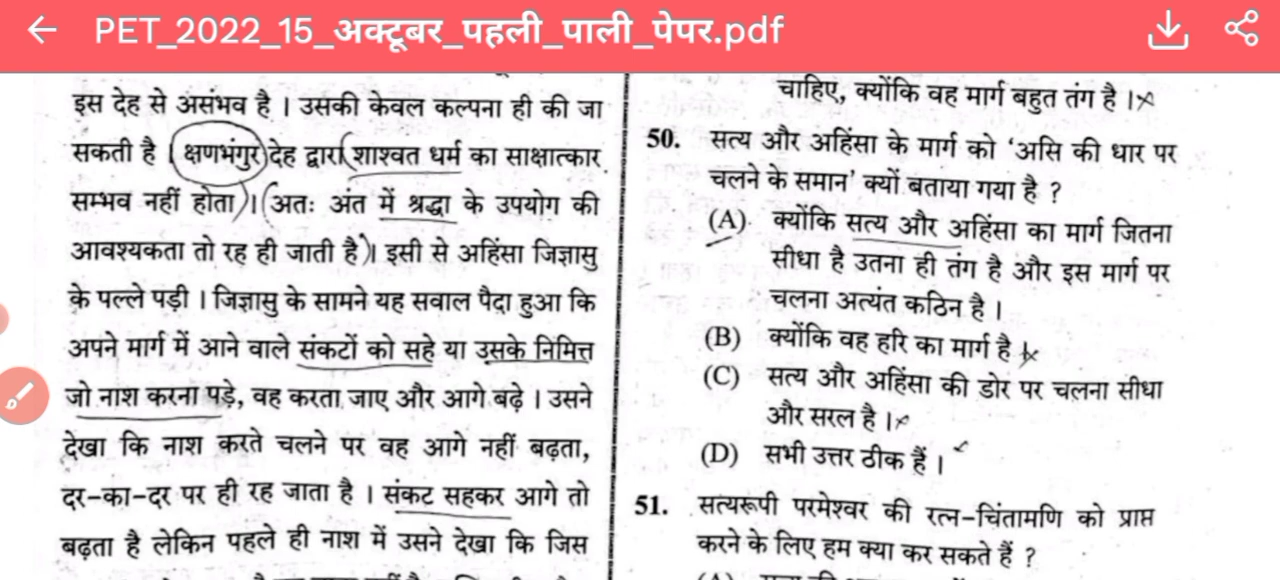 PET_2022_15_अक्टूबर_पहली_पाली_पेपर.pdf
इस देह से असंभव है । उसकी केवल कल्पना ही की जा
सकती है । क्षणभंगुर देह द्वारा शाश्वत धर्म का साक्षात्कार
सम्भव नहीं होता । अतः अंत में श्रद्धा के उपयोग की
आवश्यकता तो रह ही जाती है । इसी से अहिंसा जिज्ञासु
के पल्ले पड़ी । जिज्ञासु के सामने यह सवाल पैदा हुआ कि
अपने मार्ग में आने वाले संकटों को सहे या उसके निमित्त
जो नाश करना पड़े, वह करता जाए और आगे बढ़े । उसने
देखा कि नाश करते चलने पर वह आगे नहीं बढ़ता,
दर-का-दर पर ही रह जाता है । संकट सहकर आगे तो
बढ़ता है लेकिन पहले ही नाश में उसने देखा कि जिस
चाहिए, क्योंकि वह मार्ग बहुत तंग है ।
50. सत्य और अहिंसा के मार्ग को ‘असि की धार पर
चलने के समान’ क्यों बताया गया है ?
(A) क्योंकि सत्य और अहिंसा का मार्ग जितना
सीधा है उतना ही तंग है और इस मार्ग पर
चलना अत्यंत कठिन है ।
(B) क्योंकि वह हरि का मार्ग है ।
(C) सत्य और अहिंसा की डोर पर चलना सीधा
और सरल है ।
(D) सभी उत्तर ठीक हैं ।
51. सत्यरूपी परमेश्वर की रत्न-चिंतामणि को प्राप्त
करने के लिए हम क्या कर सकते हैं ?